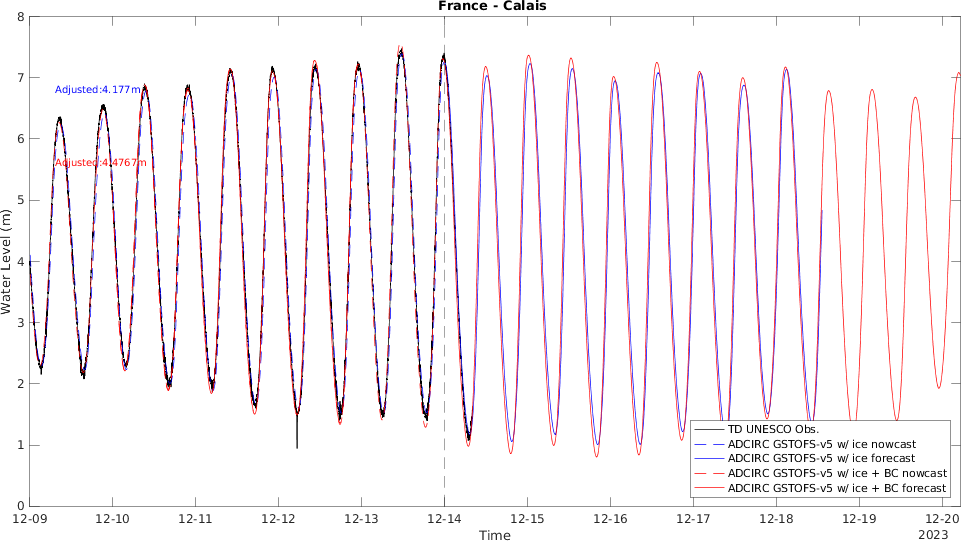 France - Calais
8
7
6
5
4
3
2
1
0
Water Level (m)
Adjusted:4.177m
Adjusted:4.4767m
TD UNESCO Obs.
ADCIRC GSTOFS-v5 w/ ice nowcast
ADCIRC GSTOFS-v5 w/ ice forecast
ADCIRC GSTOFS-v5 w/ ice + BC nowcast
ADCIRC GSTOFS-v5 w/ ice + BC forecast
12-09 12-10 12-11 12-12 12-13 12-14 12-15 12-16 12-17 12-18 12-19 12-20
Time
2023